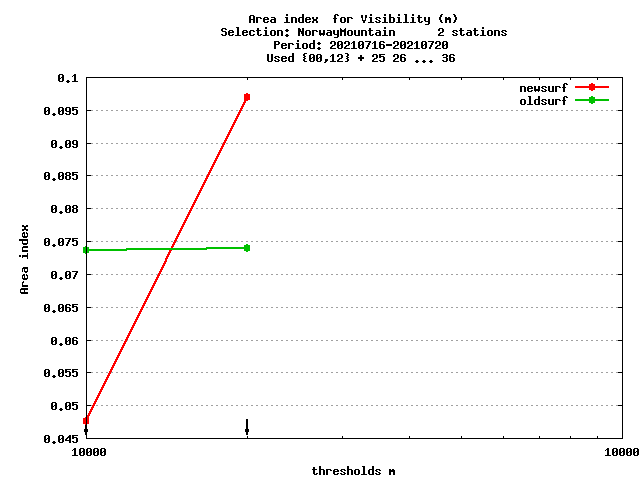 Area index  for Visibility (m)
Selection: NorwayMountain      2 stations
Period: 20210716-20210720
Used {00,12} + 25 26 ... 36
newsurf
oldsurf
0.1
0.095
0.09
0.085
0.08
0.075
0.07
0.065
0.06
0.055
0.05
0.045
Area index
10000
10000
thresholds m